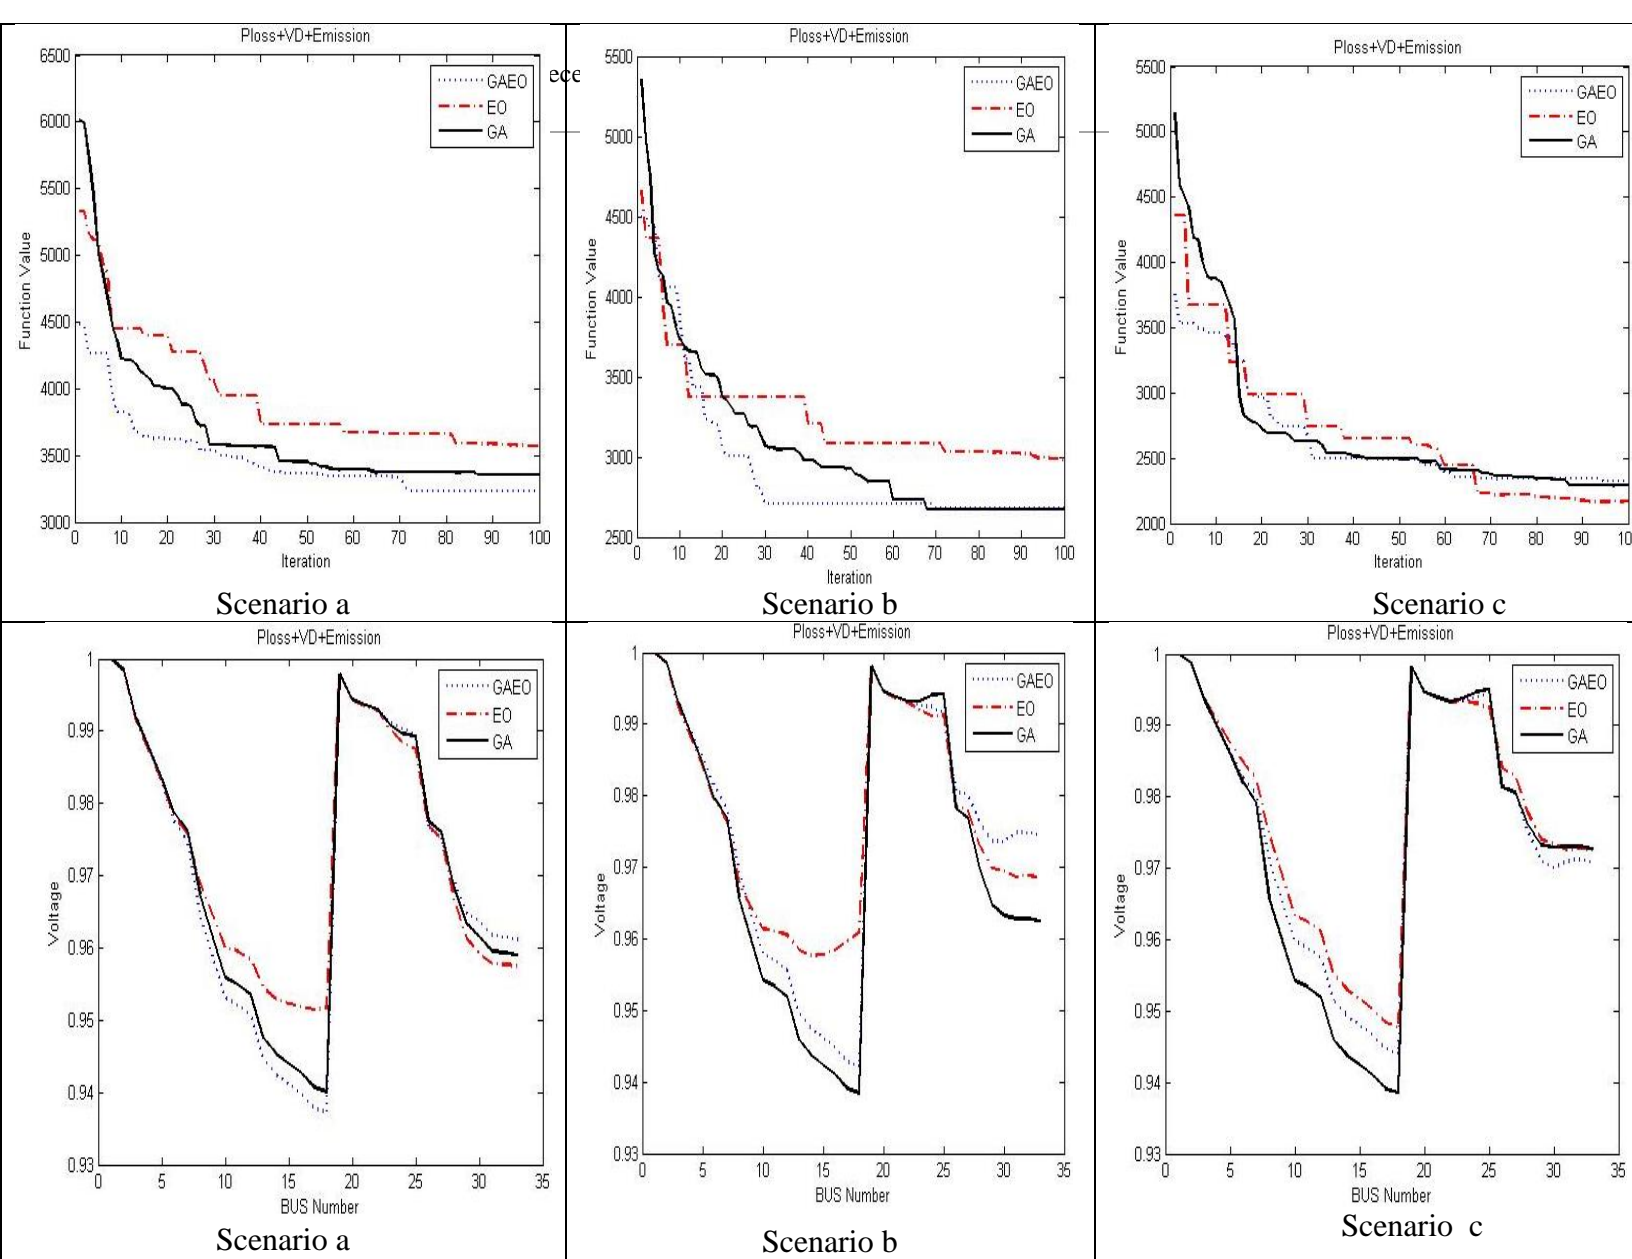 Ploss+VD+Emission
6500
6000
5500
5000
4500
4000
3500
3000
Function Value
0 10 20 30 40 50 60 70 80 90 100
Iteration
GAEO
EO
GA
Scenario a
ece
Ploss+VD+Emission
5500
5000
4500
4000
3500
3000
2500
Function Value
0 10 20 30 40 50 60 70 80 90 100
Iteration
GAEO
EO
GA
Scenario b
Ploss+VD+Emission
5500
5000
4500
4000
3500
3000
2500
2000
Function Value
0 10 20 30 40 50 60 70 80 90 10
Iteration
GAEO
EO
GA
Scenario c
Ploss+VD+Emission
1
0.99
0.98
0.97
0.96
0.95
0.94
0.93
Voltage
0 5 10 15 20 25 30 35
BUS Number
GAEO
EO
GA
Scenario a
Ploss+VD+Emission
1
0.99
0.98
0.97
0.96
0.95
0.94
0.93
Voltage
0 5 10 15 20 25 30 35
BUS Number
GAEO
EO
GA
Scenario b
Ploss+VD+Emission
1
0.99
0.98
0.97
0.96
0.95
0.94
0.93
Voltage
0 5 10 15 20 25 30 35
BUS Number
GAEO
EO
GA
Scenario c